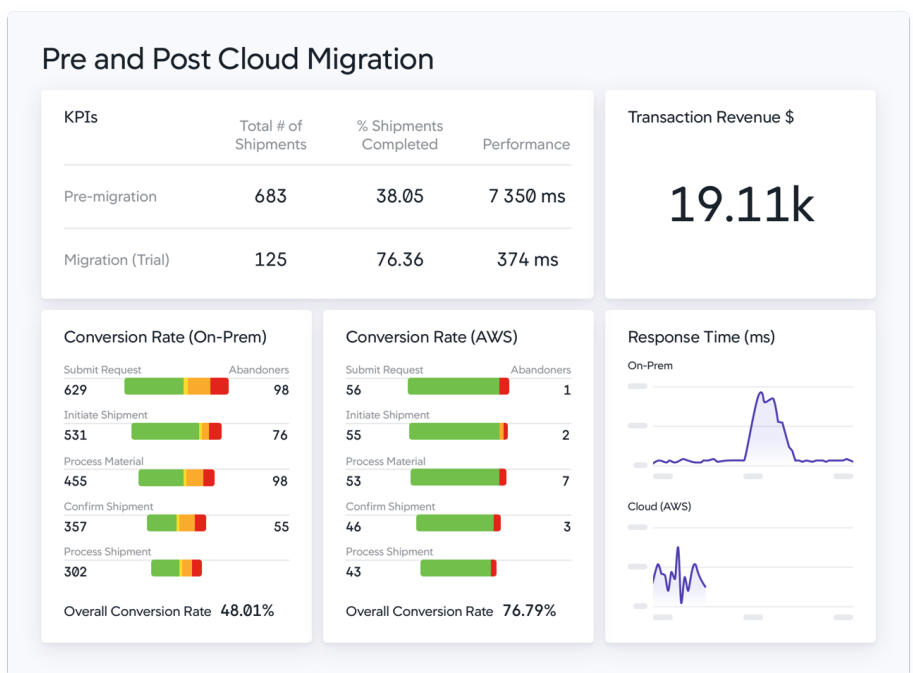 Pre and Post Cloud Migration
KPIs
Total # of
Shipments
% Shipments
Completed
Performance
Pre-migration 683 38.05 7 350 ms
Migration (Trial) 125 76.36 374 ms
Transaction Revenue $
19.11k
Conversion Rate (On-Prem)
Submit Request Abandoners
629 98
Initiate Shipment
531 76
Process Material
455 98
Confirm Shipment
357 55
Process Shipment
302
Overall Conversion Rate 48.01%
Conversion Rate (AWS)
Submit Request Abandoners
56 1
Initiate Shipment
55 2
Process Material
53 7
Confirm Shipment
46 3
Process Shipment
43
Overall Conversion Rate 76.79%
Response Time (ms)
On-Prem
Cloud (AWS)